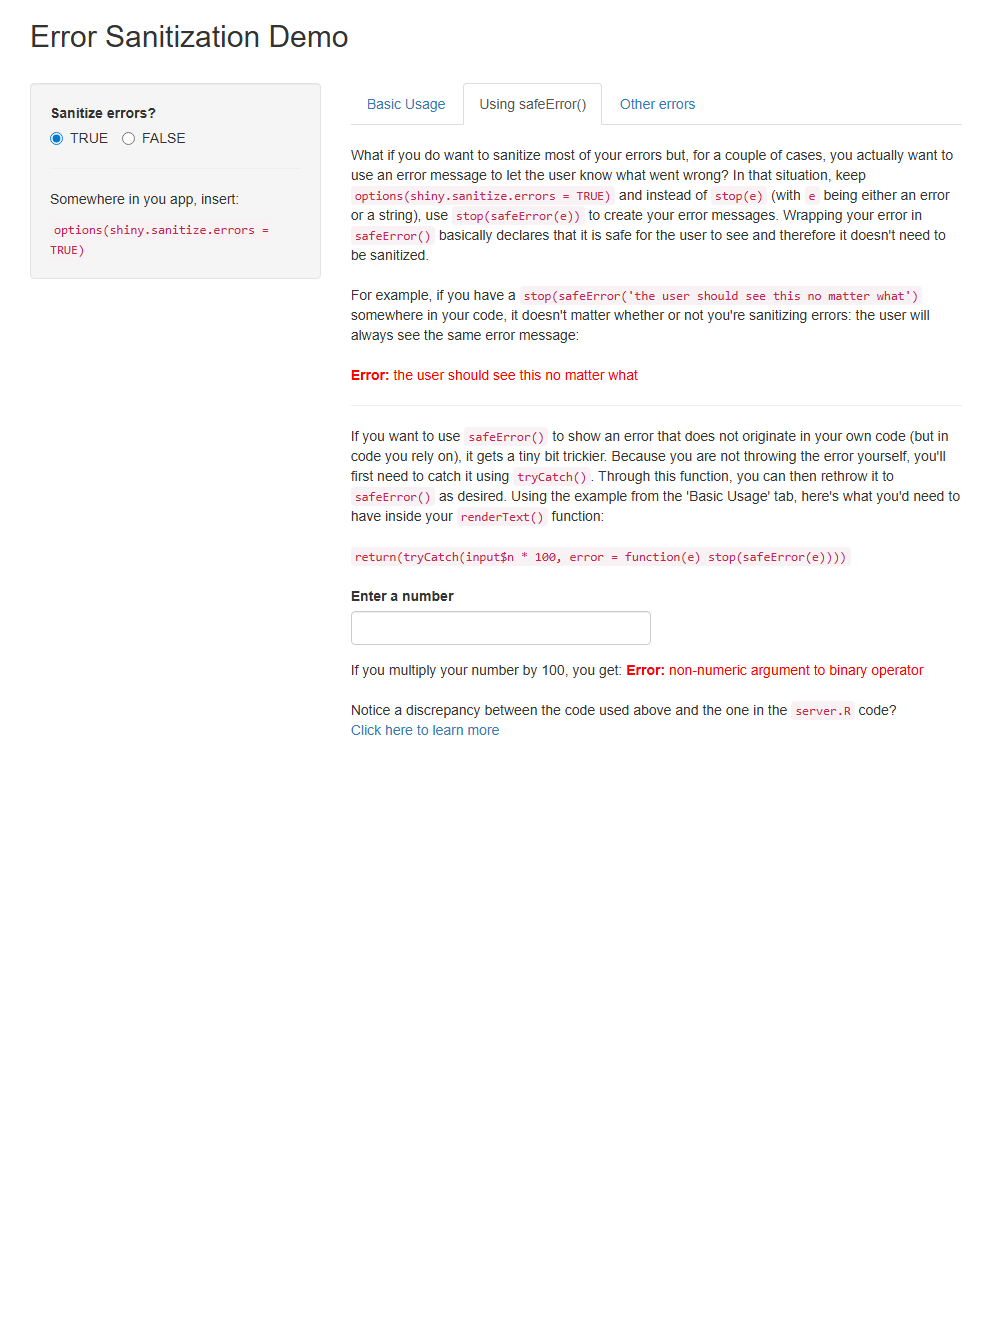 Error Sanitization Demo
Sanitize errors?
TRUE FALSE
Somewhere in you app, insert:
options(shiny.sanitize.errors =
TRUE)
Basic Usage Using safeError() Other errors
What if you do want to sanitize most of your errors but, for a couple of cases, you actually want to
use an error message to let the user know what went wrong? In that situation, keep
options(shiny.sanitize.errors = TRUE) and instead of stop(e) (with e being either an error
or a string), use stop(safeError(e)) to create your error messages. Wrapping your error in
safeError() basically declares that it is safe for the user to see and therefore it doesn't need to
be sanitized.
For example, if you have a stop(safeError('the user should see this no matter what')
somewhere in your code, it doesn't matter whether or not you're sanitizing errors: the user will
always see the same error message:
Error: the user should see this no matter what
If you want to use safeError() to show an error that does not originate in your own code (but in
code you rely on), it gets a tiny bit trickier. Because you are not throwing the error yourself, you'll
first need to catch it using tryCatch(). Through this function, you can then rethrow it to
safeError() as desired. Using the example from the 'Basic Usage' tab, here's what you'd need to
have inside your renderText() function:
return(tryCatch(input$n * 100, error = function(e) stop(safeError(e))))
Enter a number
If you multiply your number by 100, you get: Error: non-numeric argument to binary operator
Notice a discrepancy between the code used above and the one in the server.R code?
Click here to learn more